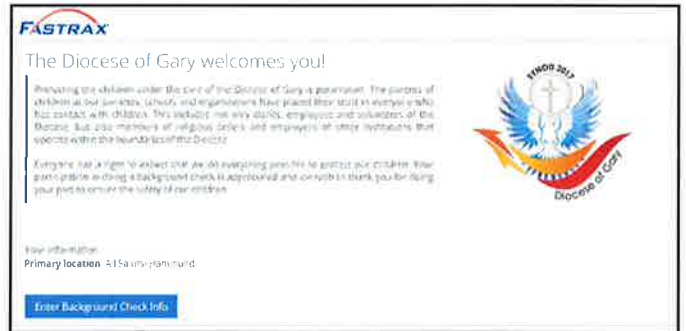 FASTRAX
The Diocese of Gary welcomes you!
SYNOD 2017
Protecting the children under the care of the Diocese of Gary is paramount. The parents of
children at our parishes, schools and organizations have placed their trust in everyone who
has contact with children. This includes not only clerics, employees and volunteers of the
Diocese, but also members of religious orders and employees of other institutions that
operate within the boundaries of the Diocese.
Everyone has a right to expect that we do everything possible to protect our children. Your
participation in doing a background check is appreciated and we wish to thank you for doing
your part to ensure the safety of our children.
Diocese of Gary
Your information
Primary location: All Saints-Hammond
Enter Background Check Info